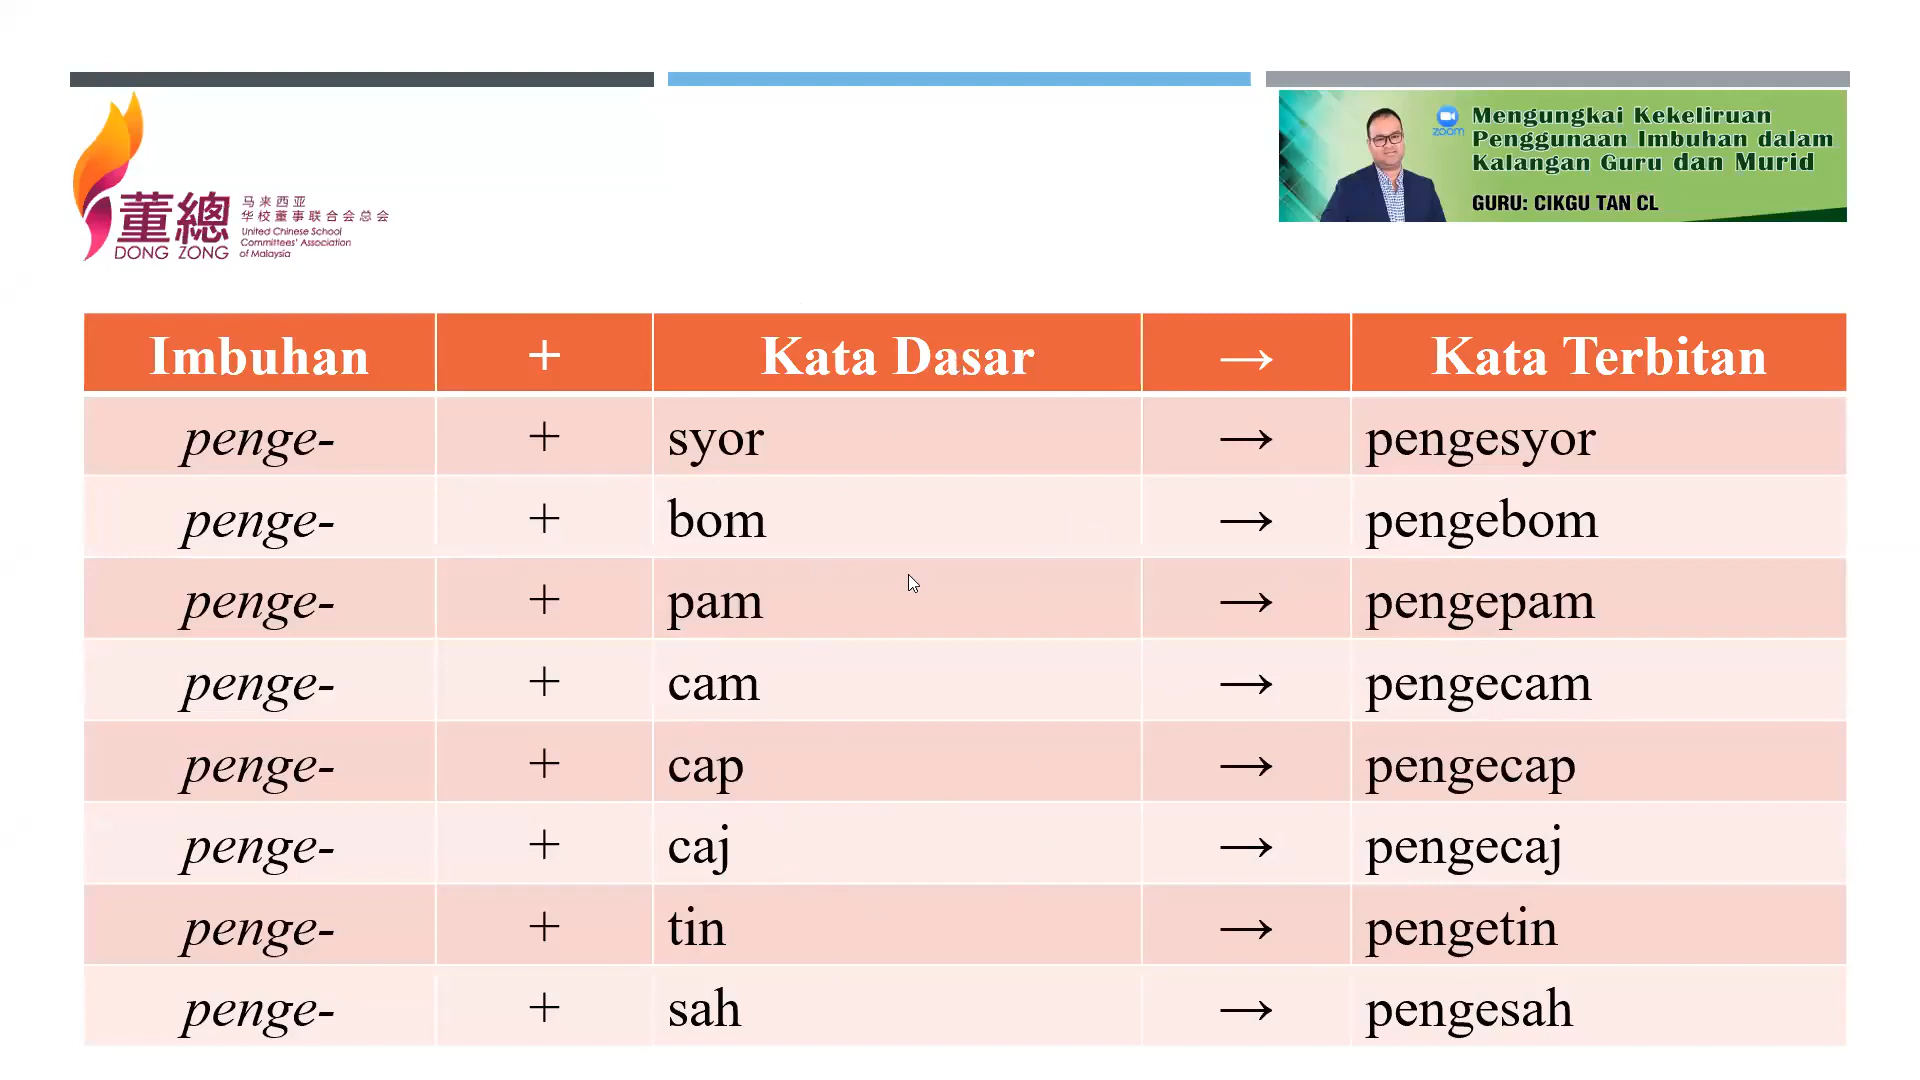 董總
DONG ZONG
马来西亚
华校董事联合会总会
United Chinese School
Committees' Association
of Malaysia
zoom
Mengungkai Kekeliruan
Penggunaan Imbuhan dalam
Kalangan Guru dan Murid
GURU: CIKGU TAN CL
Imbuhan + Kata Dasar → Kata Terbitan
penge- + syor → pengesyor
penge- + bom → pengebom
penge- + pam → pengepam
penge- + cam → pengecam
penge- + cap → pengecap
penge- + caj → pengecaj
penge- + tin → pengetin
penge- + sah → pengesah